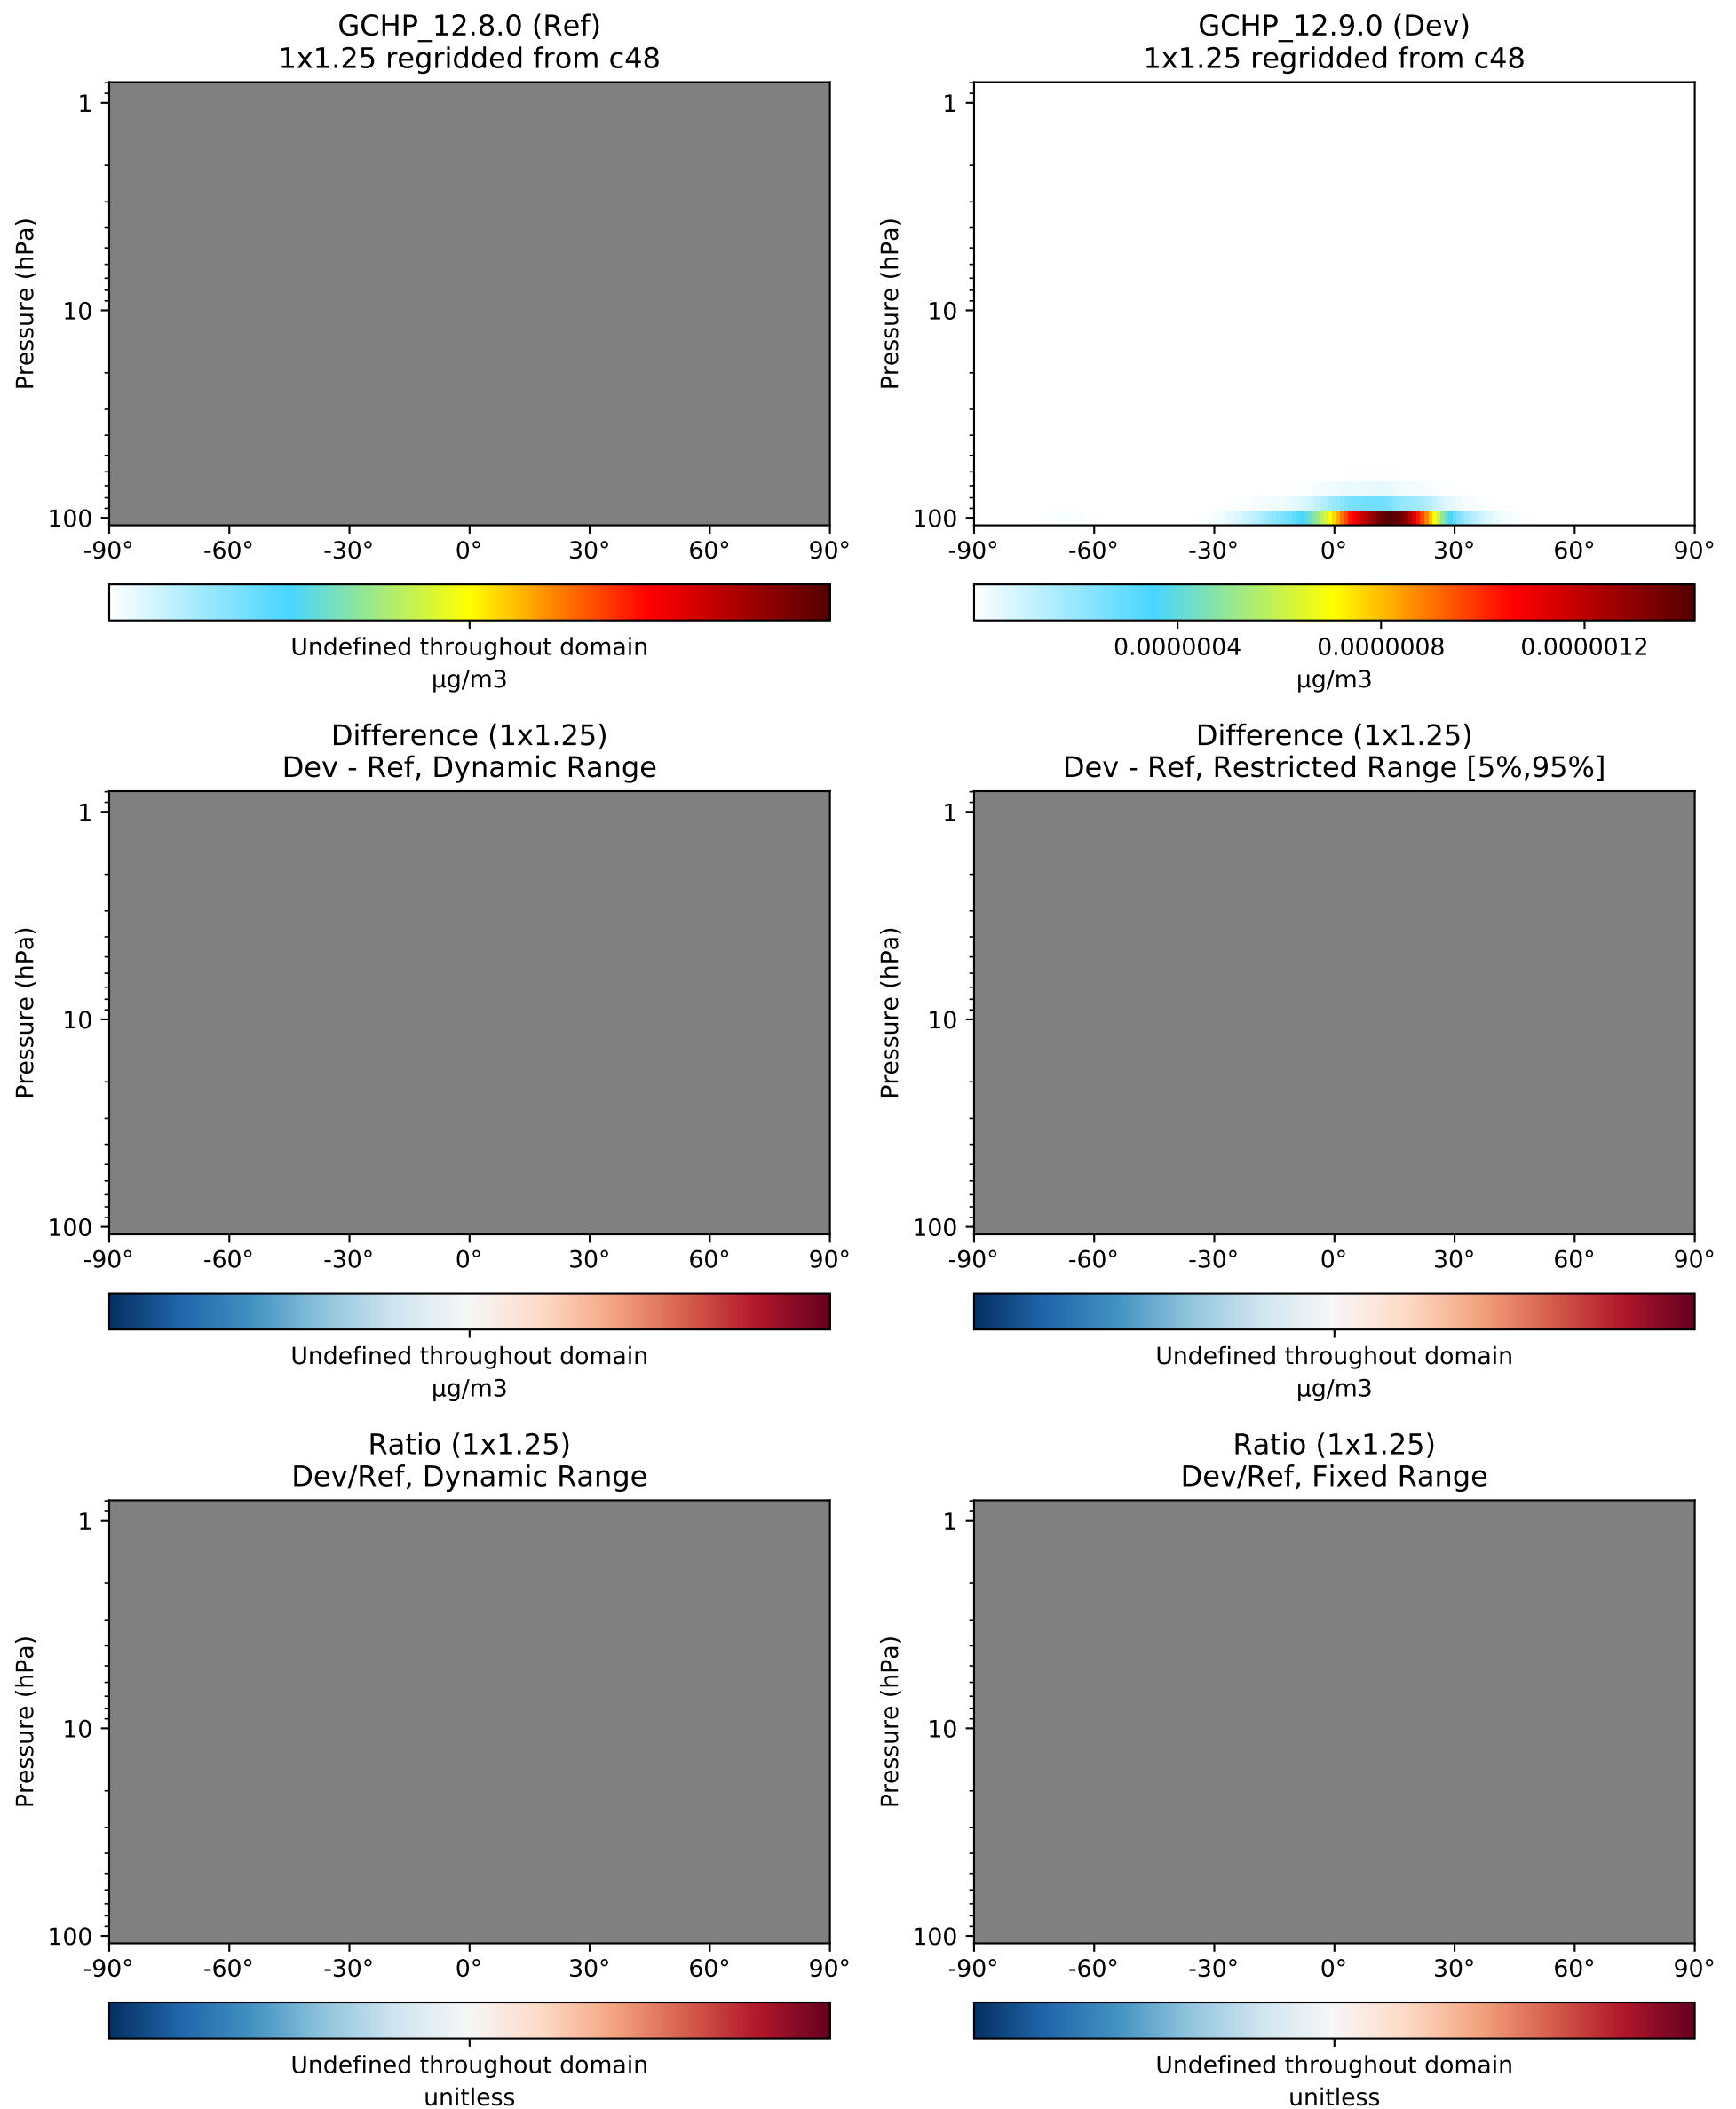 GCHP_12.8.0 (Ref)
1x1.25 regridded from c48
Pressure (hPa)
1
10
100
-90° -60° -30° 0° 30° 60° 90°
Undefined throughout domain
µg/m3
GCHP_12.9.0 (Dev)
1x1.25 regridded from c48
Pressure (hPa)
1
10
100
-90° -60° -30° 0° 30° 60° 90°
0.0000004 0.0000008 0.0000012
µg/m3
Difference (1x1.25)
Dev - Ref, Dynamic Range
Pressure (hPa)
1
10
100
-90° -60° -30° 0° 30° 60° 90°
Undefined throughout domain
µg/m3
Difference (1x1.25)
Dev - Ref, Restricted Range [5%,95%]
Pressure (hPa)
1
10
100
-90° -60° -30° 0° 30° 60° 90°
Undefined throughout domain
µg/m3
Ratio (1x1.25)
Dev/Ref, Dynamic Range
Pressure (hPa)
1
10
100
-90° -60° -30° 0° 30° 60° 90°
Undefined throughout domain
unitless
Ratio (1x1.25)
Dev/Ref, Fixed Range
Pressure (hPa)
1
10
100
-90° -60° -30° 0° 30° 60° 90°
Undefined throughout domain
unitless